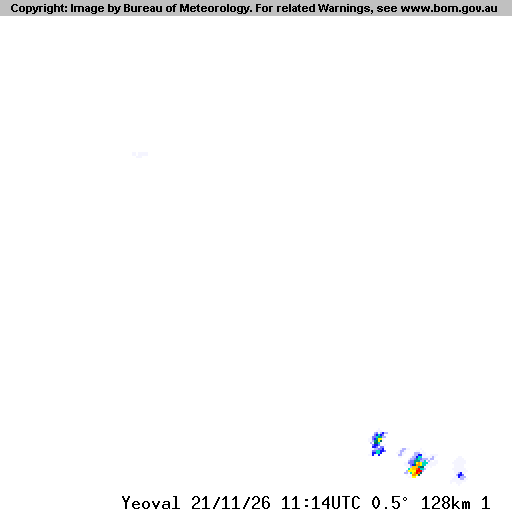 Copyright: Image by Bureau of Meteorology. For related Warnings, see www.bom.gov.au
Yeoval 21/11/26 11:14UTC 0.5° 128km 1